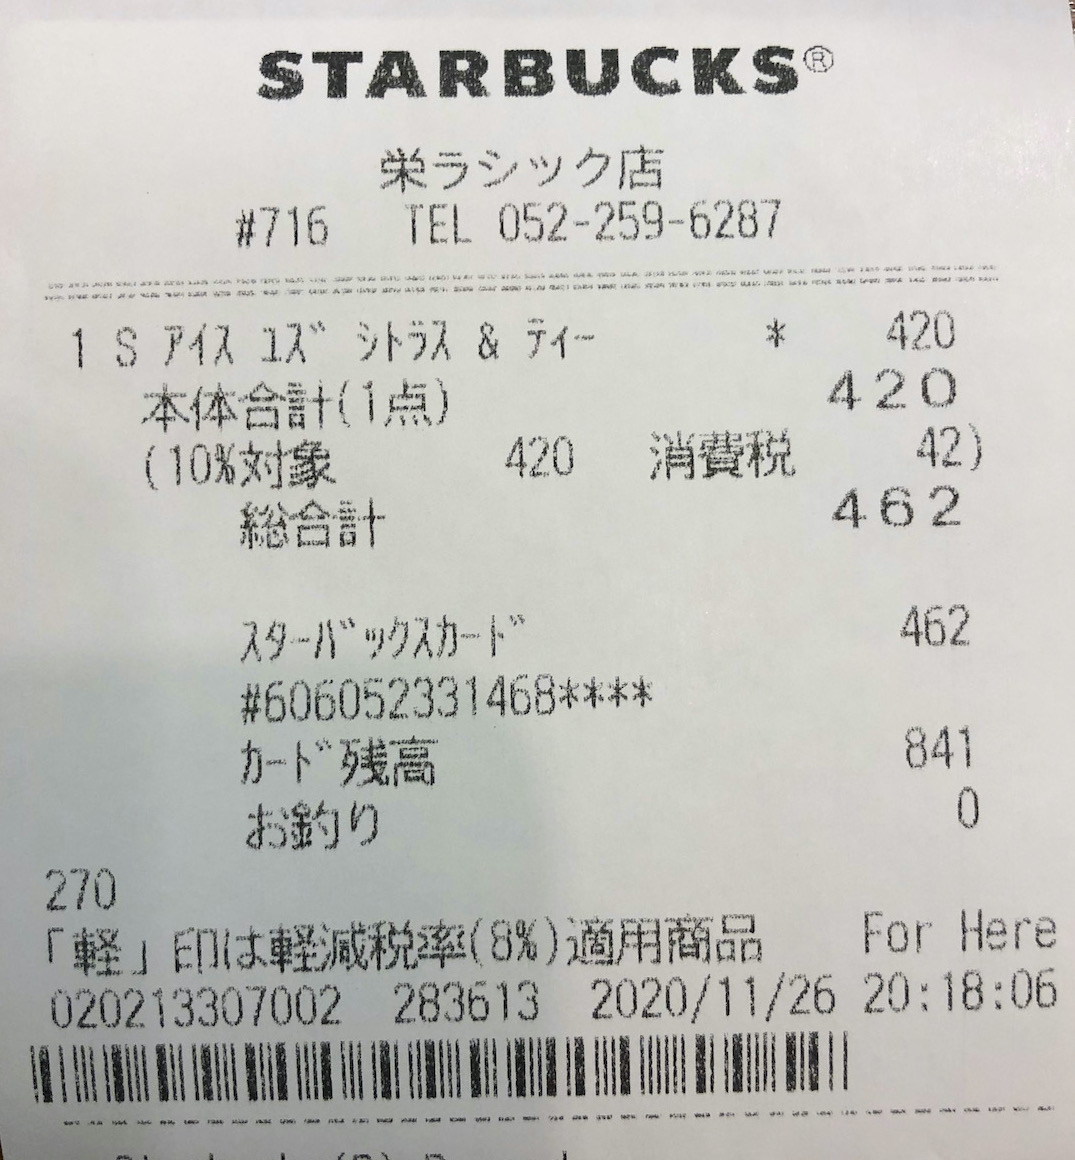 STARBUCKS®
栄ラシック店
#716 TEL 052-259-6287
1 S アイス ユズ シトラス & ティー * 420
本体合計(1点) 420
(10%対象 420 消費税 42)
総合計 462
スターバックスカード 462
#606052331468****
カード残高 841
お釣り 0
270
「軽」印は軽減税率(8%)適用商品 For Here
020213307002 283613 2020/11/26 20:18:06